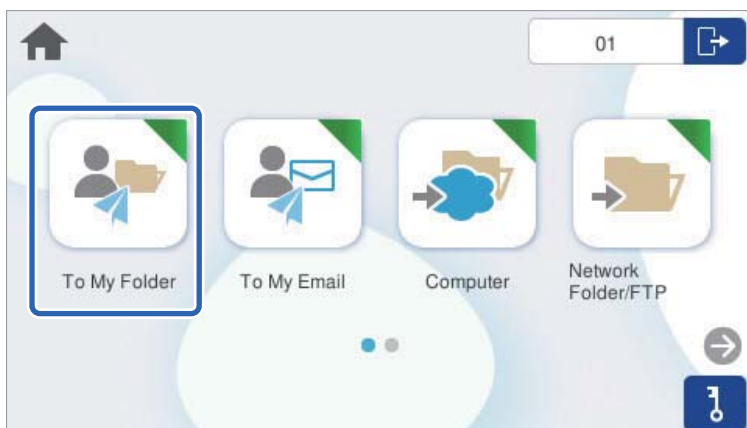 01
To My Folder
To My Email
Computer
Network
Folder/FTP